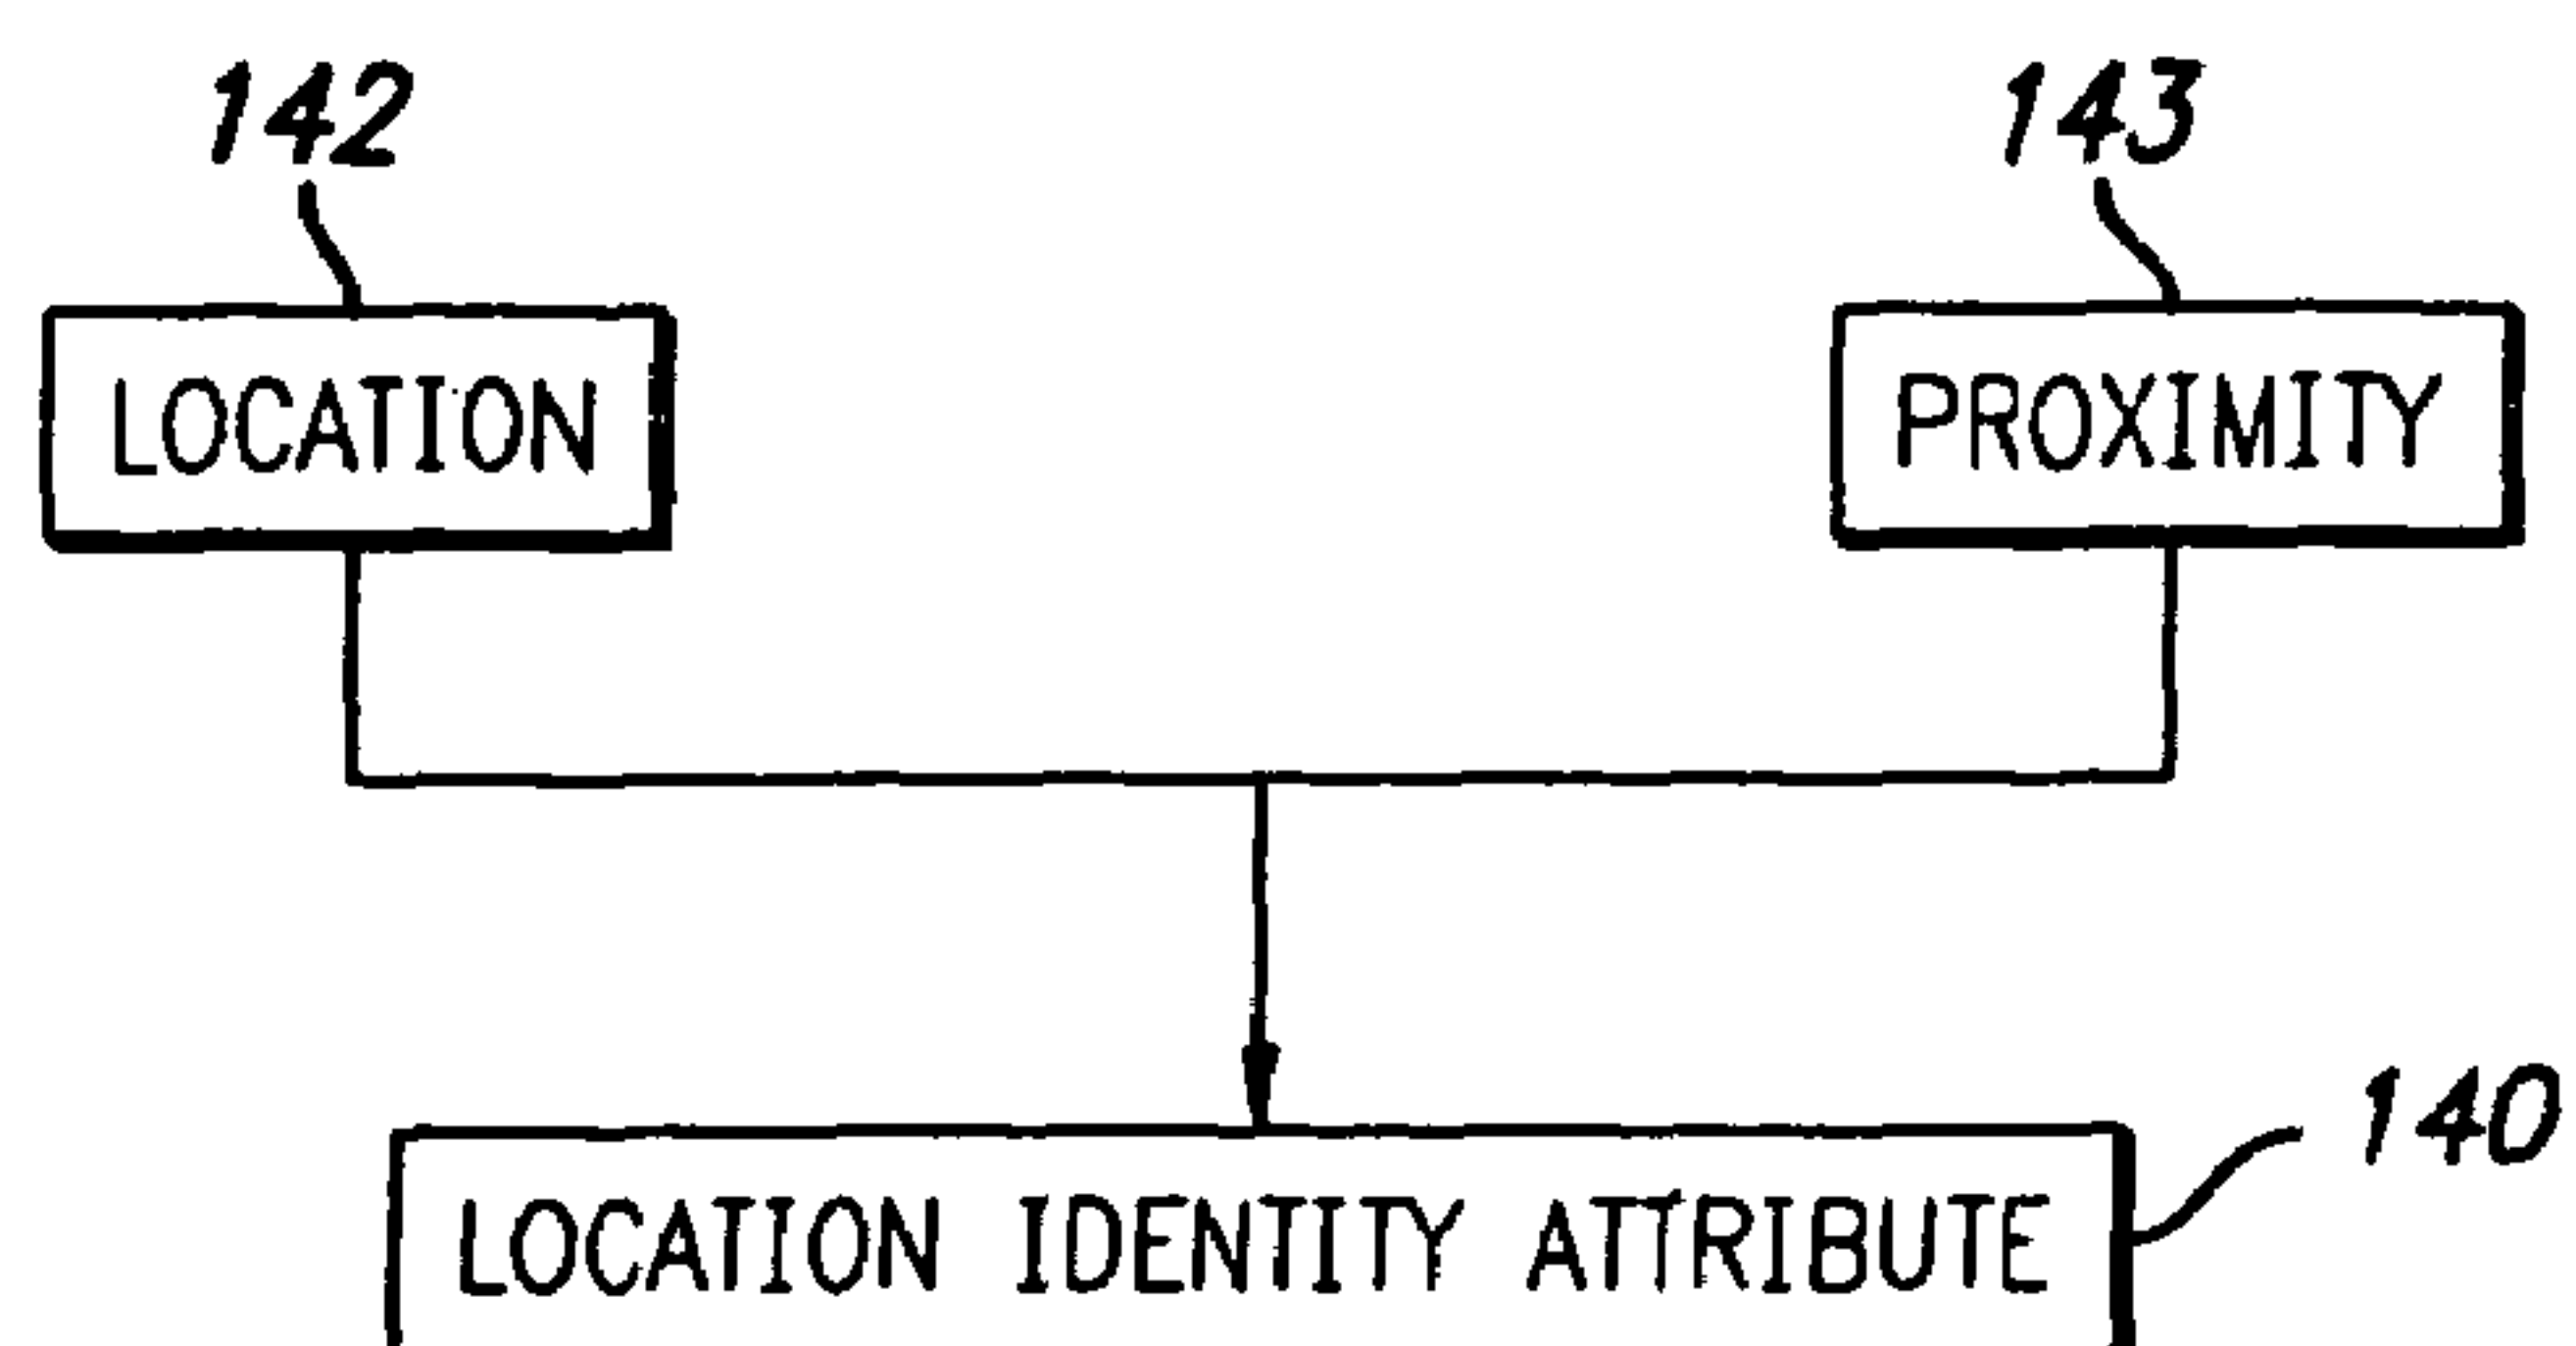 142
143
LOCATION
PROXIMITY
140
LOCATION IDENTITY ATTRIBUTE